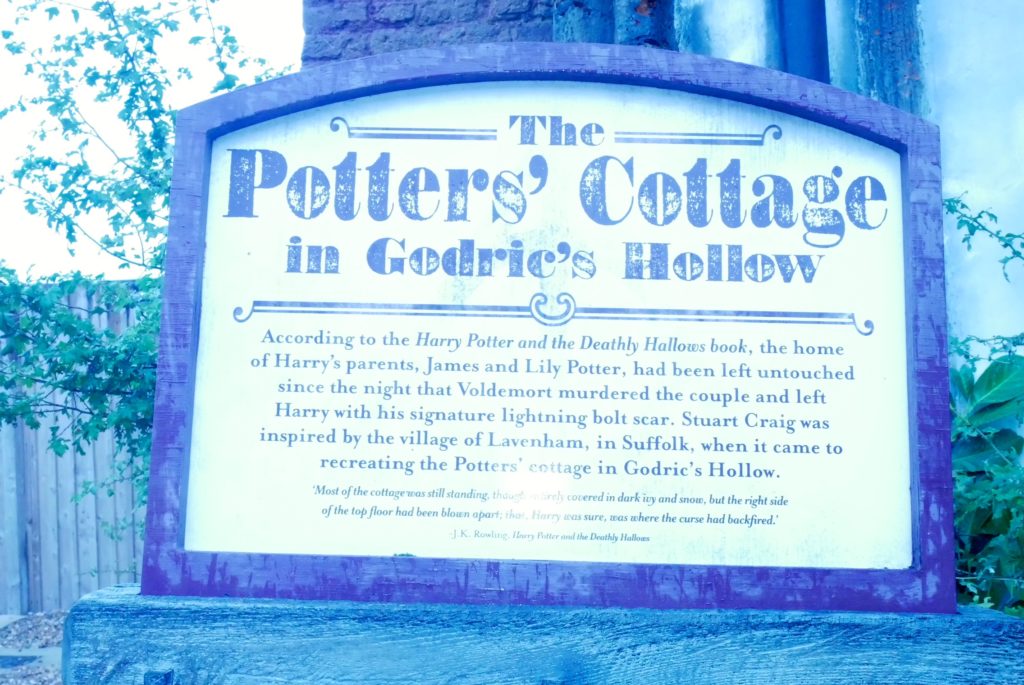 The
Potters' Cottage
in Godric's Hollow
According to the Harry Potter and the Deathly Hallows book, the home
of Harry's parents, James and Lily Potter, had been left untouched
since the night that Voldemort murdered the couple and left
Harry with his signature lightning bolt scar. Stuart Craig was
inspired by the village of Lavenham, in Suffolk, when it came to
recreating the Potters' cottage in Godric's Hollow.
'Most of the cottage was still standing, though entirely covered in dark ivy and snow, but the right side
of the top floor had been blown apart; that, Harry was sure, was where the curse had backfired.'
-J.K. Rowling, Harry Potter and the Deathly Hallows